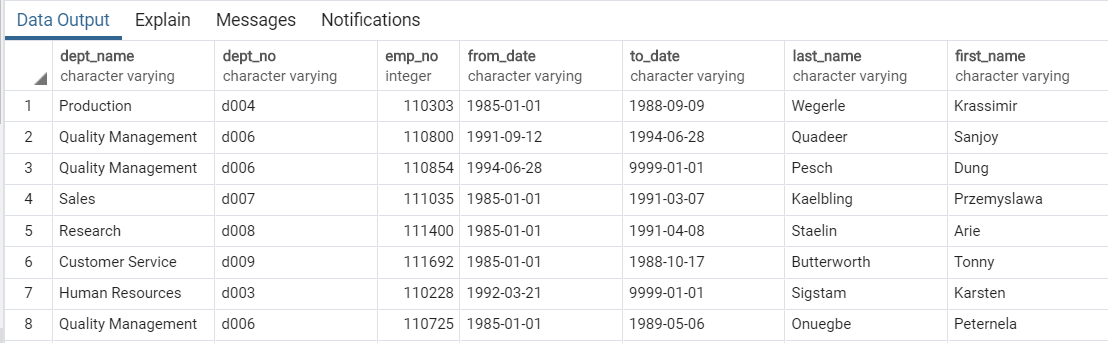 Data Output Explain Messages Notifications
dept_name dept_no emp_no from_date to_date last_name first_name
character varying character varying integer character varying character varying character varying character varying
1 Production d004 110303 1985-01-01 1988-09-09 Wegerle Krassimir
2 Quality Management d006 110800 1991-09-12 1994-06-28 Quadeer Sanjoy
3 Quality Management d006 110854 1994-06-28 9999-01-01 Pesch Dung
4 Sales d007 111035 1985-01-01 1991-03-07 Kaelbling Przemyslawa
5 Research d008 111400 1985-01-01 1991-04-08 Staelin Arie
6 Customer Service d009 111692 1985-01-01 1988-10-17 Butterworth Tonny
7 Human Resources d003 110228 1992-03-21 9999-01-01 Sigstam Karsten
8 Quality Management d006 110725 1985-01-01 1989-05-06 Onuegbe Peternela